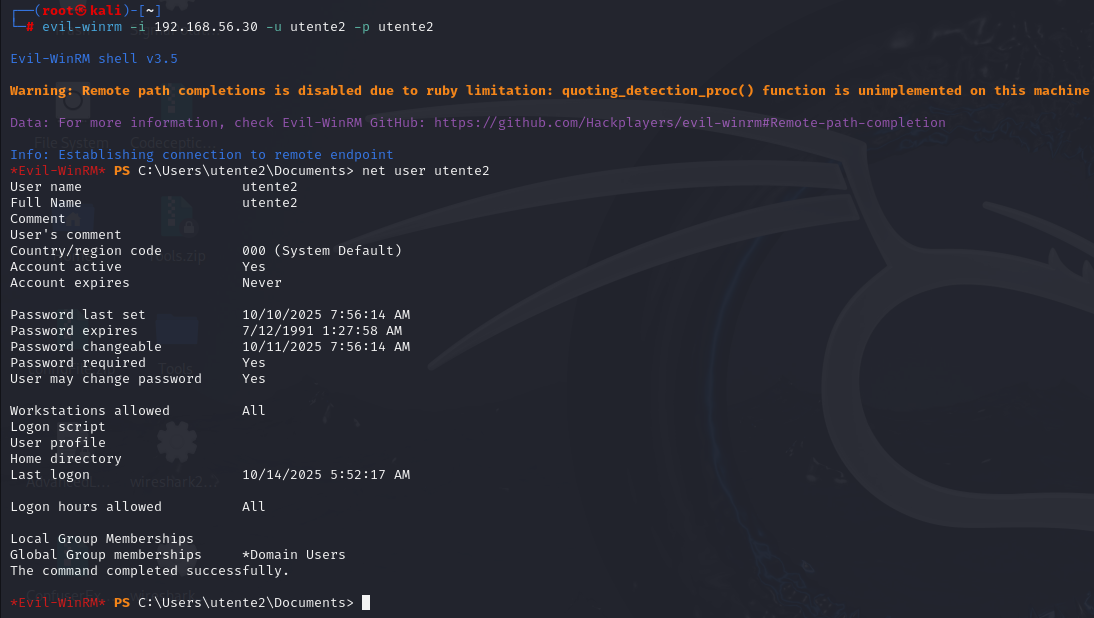 ┌──(root㉿kali)-[~]
└─# evil-winrm -i 192.168.56.30 -u utente2 -p utente2
Evil-WinRM shell v3.5
Warning: Remote path completions is disabled due to ruby limitation: quoting_detection_proc() function is unimplemented on this machine
Data: For more information, check Evil-WinRM GitHub: https://github.com/Hackplayers/evil-winrm#Remote-path-completion
Info: Establishing connection to remote endpoint
*Evil-WinRM* PS C:\Users\utente2\Documents> net user utente2
User name                    utente2
Full Name                    utente2
Comment
User's comment
Country/region code          000 (System Default)
Account active               Yes
Account expires              Never
Password last set            10/10/2025 7:56:14 AM
Password expires             7/12/1991 1:27:58 AM
Password changeable          10/11/2025 7:56:14 AM
Password required            Yes
User may change password     Yes
Workstations allowed         All
Logon script
User profile
Home directory
Last logon                   10/14/2025 5:52:17 AM
Logon hours allowed          All
Local Group Memberships
Global Group memberships     *Domain Users
The command completed successfully.
*Evil-WinRM* PS C:\Users\utente2\Documents>
File System
Tools.zip
Tools
wireshark2...
wireshark